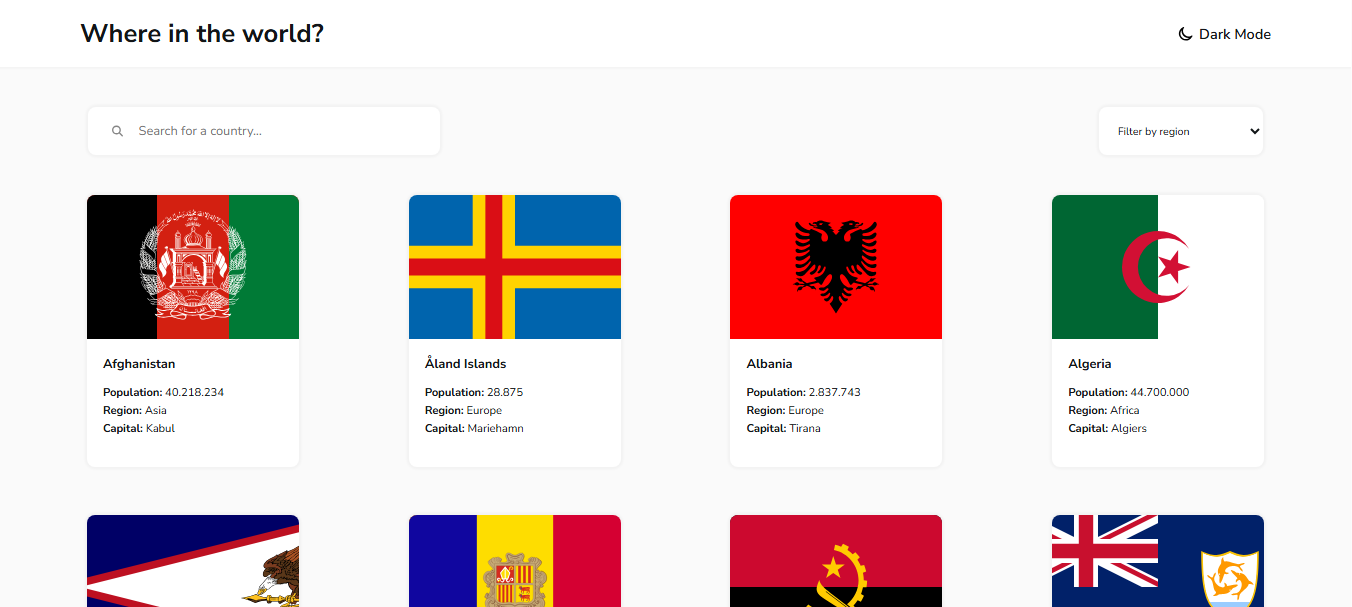 Where in the world?
Dark Mode
Search for a country...
Filter by region
Afghanistan
Population: 40.218.234
Region: Asia
Capital: Kabul
Åland Islands
Population: 28.875
Region: Europe
Capital: Mariehamn
Albania
Population: 2.837.743
Region: Europe
Capital: Tirana
Algeria
Population: 44.700.000
Region: Africa
Capital: Algiers